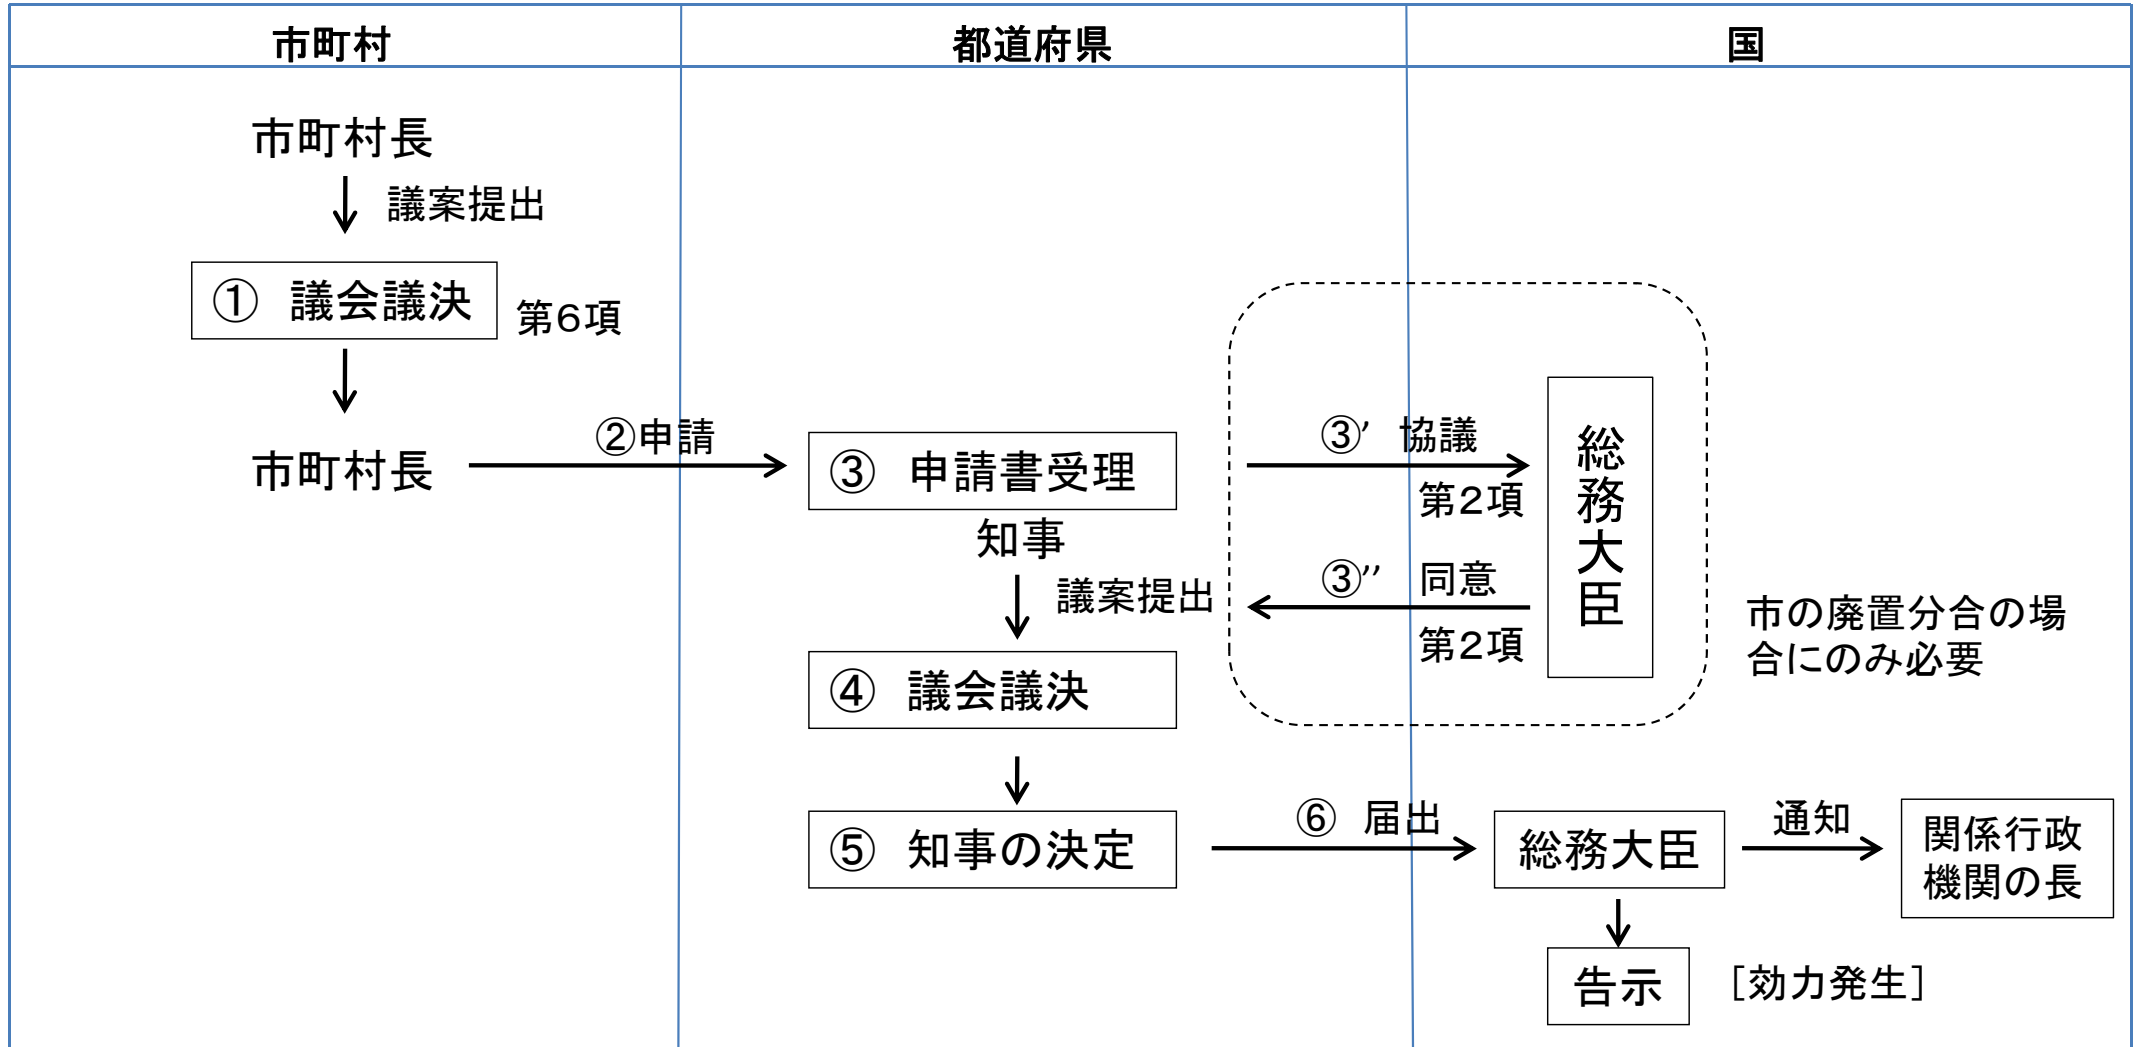 市町村
都道府県
国
市町村長
議案提出
① 議会議決
第6項
市町村長
②申請
③ 申請書受理
知事
議案提出
④ 議会議決
⑤ 知事の決定
③' 協議
第2項
③'' 同意
第2項
総務大臣
市の廃置分合の場
合にのみ必要
⑥ 届出
総務大臣
通知
関係行政
機関の長
告示
［効力発生］